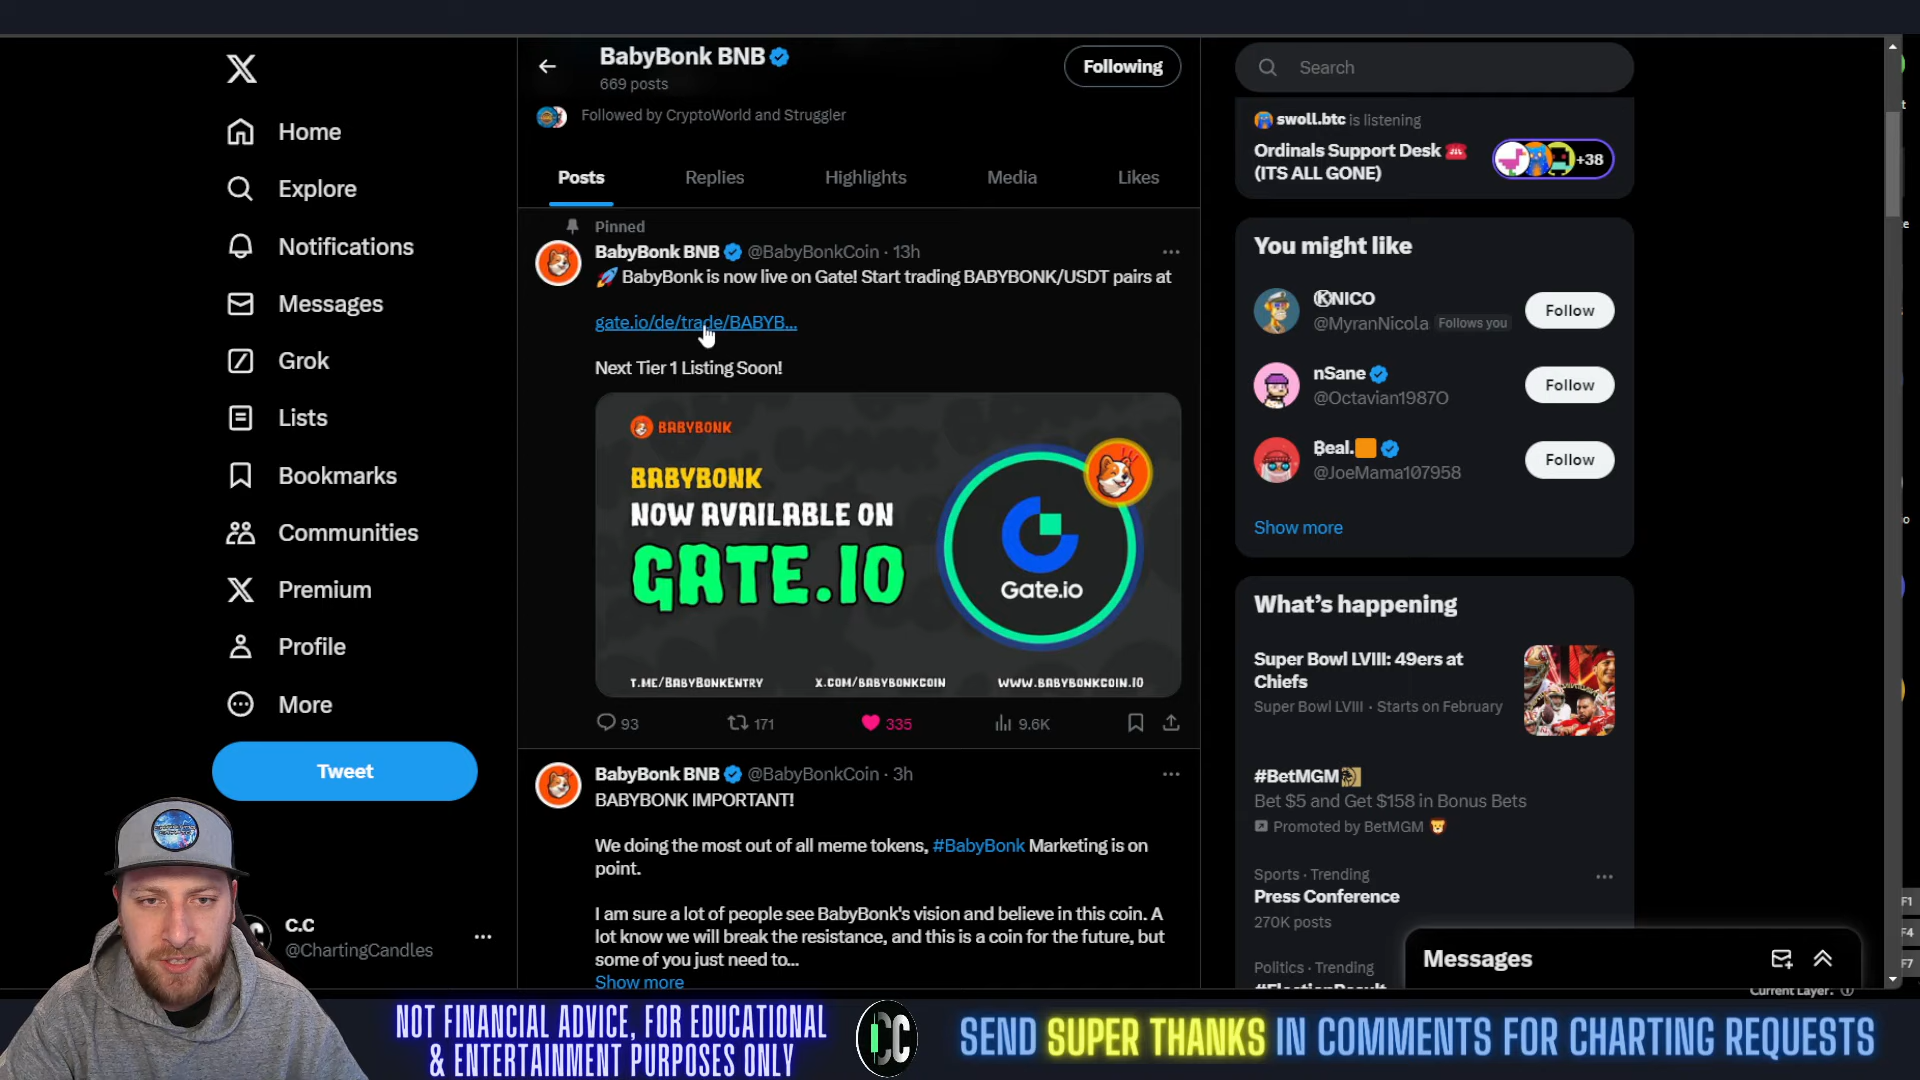 Home
Explore
Notifications
Messages
Grok
Lists
Bookmarks
Communities
Premium
Profile
More
Tweet
C.C
@ChartingCandles
BabyBonk BNB
669 posts
Following
Followed by CryptoWorld and Struggler
Posts
Replies
Highlights
Media
Likes
Pinned
BabyBonk BNB @BabyBonkCoin · 13h
🚀 BabyBonk is now live on Gate! Start trading BABYBONK/USDT pairs at
gate.io/de/trade/BABYB...
Next Tier 1 Listing Soon!
BABYBONK
BABYBONK
NOW AVAILABLE ON
GATE.IO
Gate.io
T.ME/BABYBONKENTRY
X.COM/BABYBONKCOIN
WWW.BABYBONKCOIN.IO
93
171
335
9.6K
BabyBonk BNB @BabyBonkCoin · 3h
BABYBONK IMPORTANT!
We doing the most out of all meme tokens, #BabyBonk Marketing is on
point.
I am sure a lot of people see BabyBonk's vision and believe in this coin. A
lot know we will break the resistance, and this is a coin for the future, but
some of you just need to...
Show more
Search
swoll.btc is listening
Ordinals Support Desk ☎️
(ITS ALL GONE)
+38
You might like
ⓀNICO
@MyranNicola Follows you
Follow
nSane
@Octavian1987O
Follow
₿eal.🟧
@JoeMama107958
Follow
Show more
What's happening
Super Bowl LVIII: 49ers at
Chiefs
Super Bowl LVIII · Starts on February
#BetMGM
Bet $5 and Get $158 in Bonus Bets
Promoted by BetMGM 🦁
Sports · Trending
Press Conference
270K posts
Politics · Trending
#ElectionResult
Messages
Current Layer:
F1
F4
F7
NOT FINANCIAL ADVICE, FOR EDUCATIONAL
& ENTERTAINMENT PURPOSES ONLY
CC
SEND SUPER THANKS IN COMMENTS FOR CHARTING REQUESTS